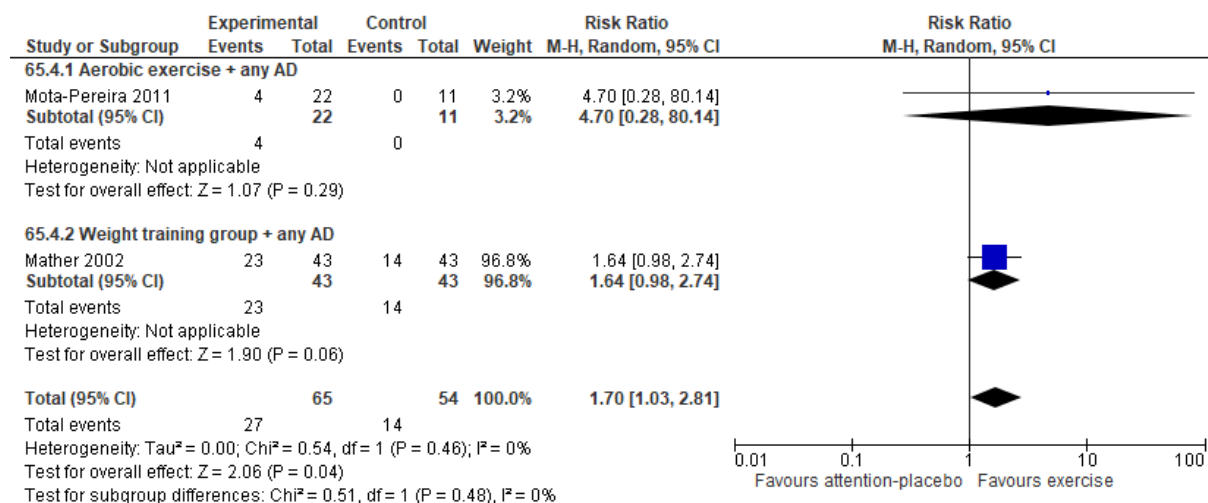 Experimental Control Risk Ratio Risk Ratio
Study or Subgroup Events Total Events Total Weight M-H, Random, 95% CI M-H, Random, 95% CI
65.4.1 Aerobic exercise + any AD
Mota-Pereira 2011 4 22 0 11 3.2% 4.70 [0.28, 80.14]
Subtotal (95% CI) 22 11 3.2% 4.70 [0.28, 80.14]
Total events 4 0
Heterogeneity: Not applicable
Test for overall effect: Z = 1.07 (P = 0.29)
65.4.2 Weight training group + any AD
Mather 2002 23 43 14 43 96.8% 1.64 [0.98, 2.74]
Subtotal (95% CI) 43 43 96.8% 1.64 [0.98, 2.74]
Total events 23 14
Heterogeneity: Not applicable
Test for overall effect: Z = 1.90 (P = 0.06)
Total (95% CI) 65 54 100.0% 1.70 [1.03, 2.81]
Total events 27 14
Heterogeneity: Tau² = 0.00; Chi² = 0.54, df = 1 (P = 0.46); I² = 0%
Test for overall effect: Z = 2.06 (P = 0.04)
Test for subgroup differences: Chi² = 0.51, df = 1 (P = 0.48), I² = 0%
0.01 0.1 1 10 100
Favours attention-placebo Favours exercise